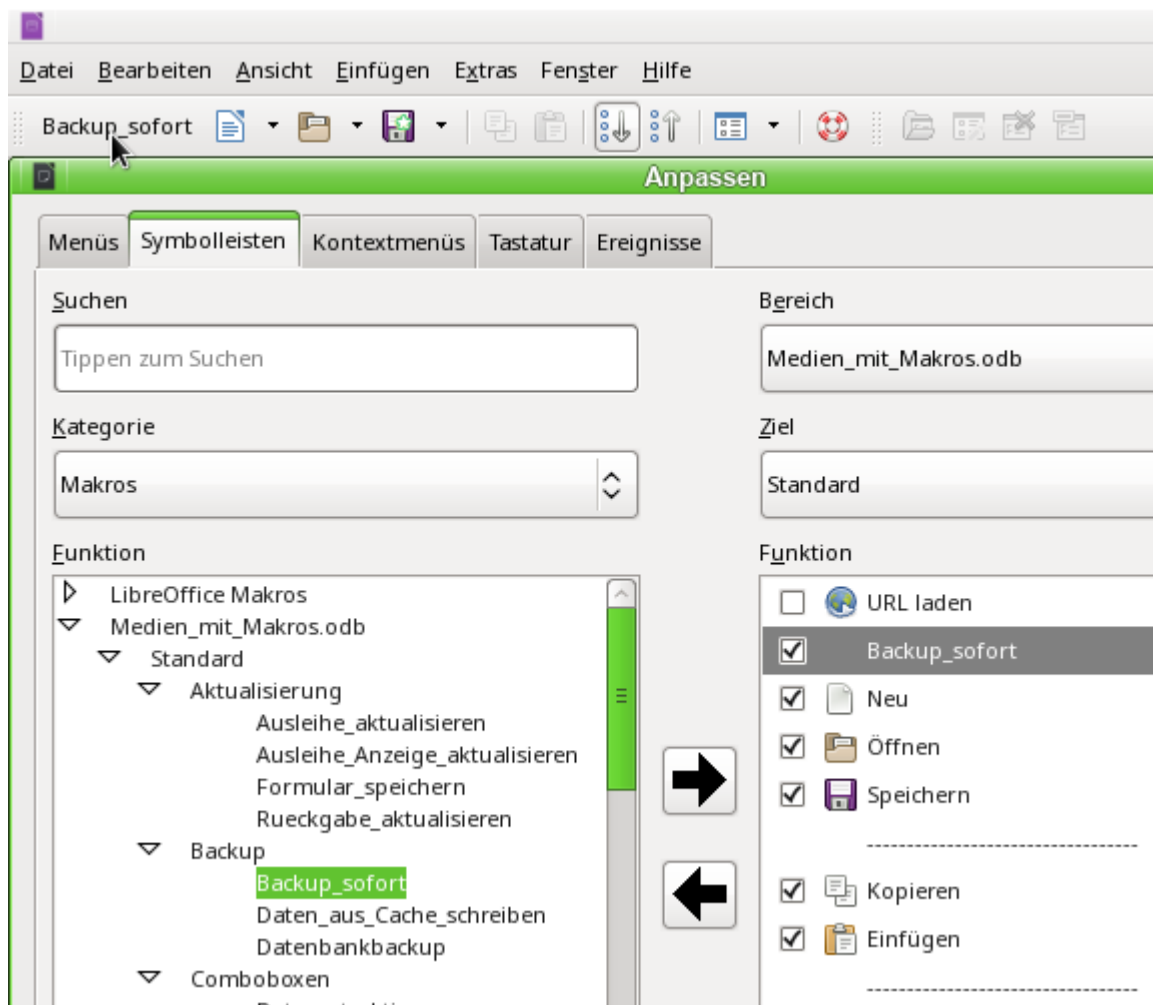 Datei Bearbeiten Ansicht Einfügen Extras Fenster Hilfe
Backup_sofort
Anpassen
Menüs Symbolleisten Kontextmenüs Tastatur Ereignisse
Suchen
Tippen zum Suchen
Kategorie
Makros
Funktion
LibreOffice Makros
Medien_mit_Makros.odb
Standard
Aktualisierung
Ausleihe_aktualisieren
Ausleihe_Anzeige_aktualisieren
Formular_speichern
Rueckgabe_aktualisieren
Backup
Backup_sofort
Daten_aus_Cache_schreiben
Datenbankbackup
Comboboxen
Bereich
Medien_mit_Makros.odb
Ziel
Standard
Funktion
URL laden
Backup_sofort
Neu
Öffnen
Speichern
--------------------------------
Kopieren
Einfügen
--------------------------------